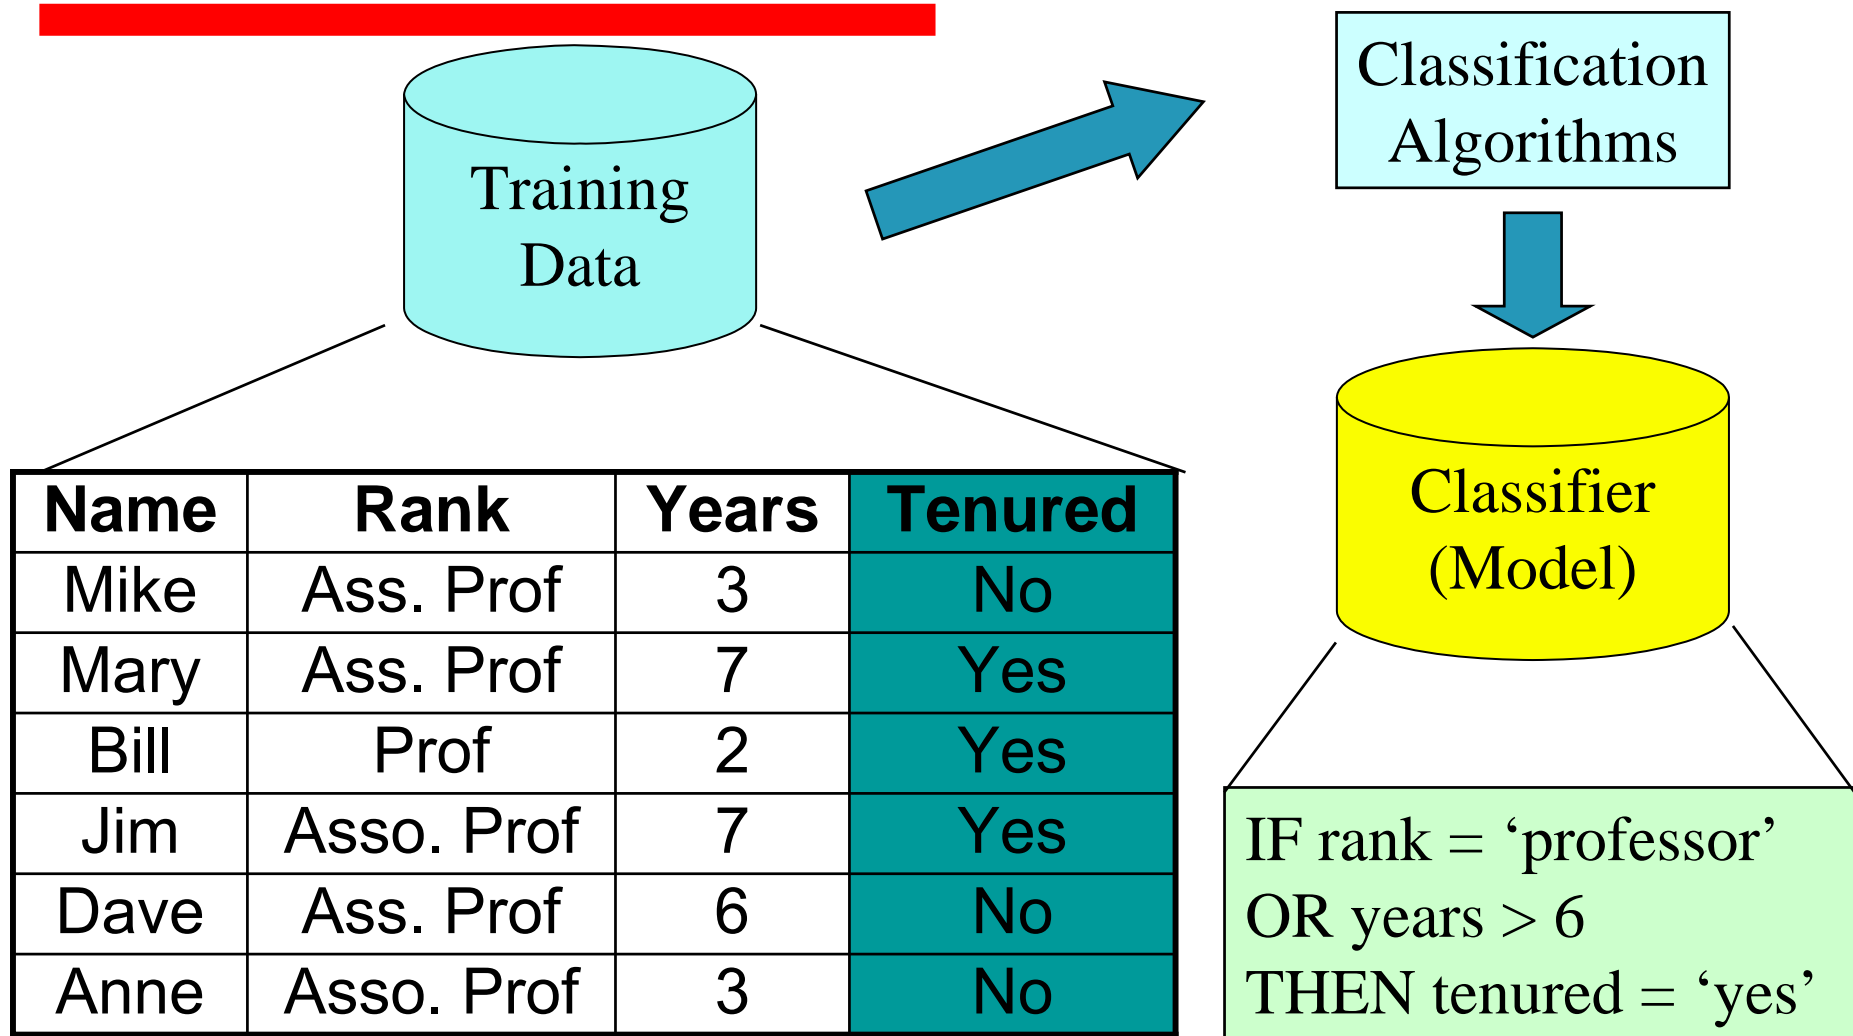 Training
Data
Classification
Algorithms
Name Rank Years Tenured
Mike Ass. Prof 3 No
Mary Ass. Prof 7 Yes
Bill Prof 2 Yes
Jim Asso. Prof 7 Yes
Dave Ass. Prof 6 No
Anne Asso. Prof 3 No
Classifier
(Model)
IF rank = ‘professor’
OR years > 6
THEN tenured = ‘yes’